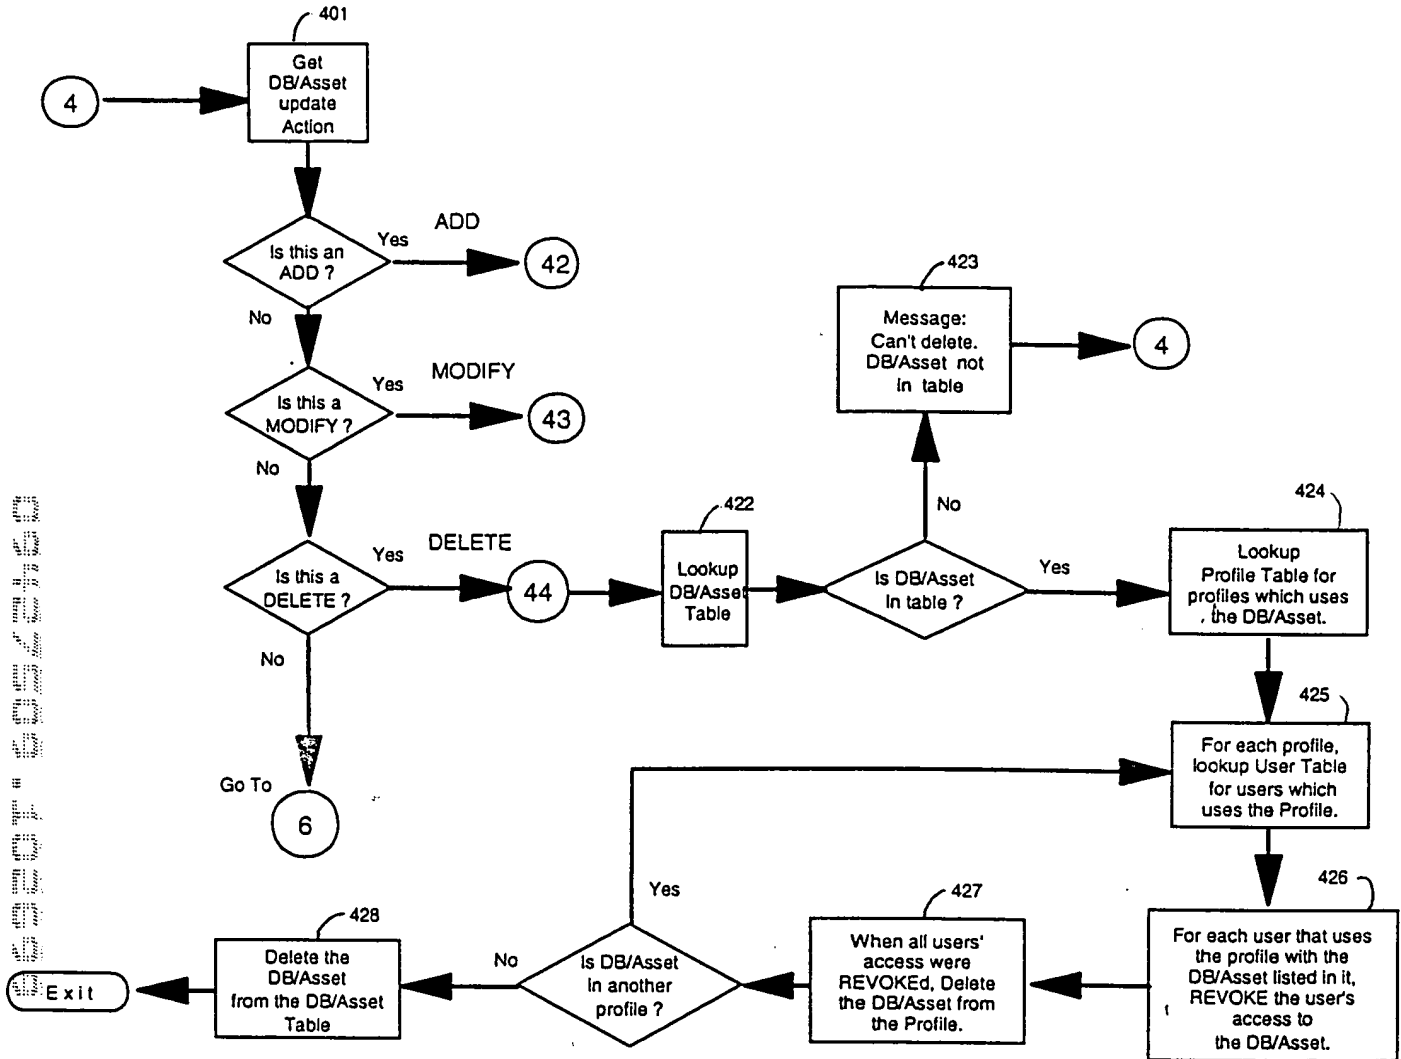 401
Get
DB/Asset
update
Action
4
Is this an
ADD ?
Yes
ADD
42
No
Is this a
MODIFY ?
Yes
MODIFY
43
No
Is this a
DELETE ?
Yes
DELETE
44
No
Go To
6
422
Lookup
DB/Asset
Table
Is DB/Asset
In table ?
No
423
Message:
Can't delete.
DB/Asset not
In table
4
Yes
424
Lookup
Profile Table for
profiles which uses
the DB/Asset.
425
For each profile,
lookup User Table
for users which
uses the Profile.
426
For each user that uses
the profile with the
DB/Asset listed in it,
REVOKE the user's
access to
the DB/Asset.
427
When all users'
access were
REVOKEd, Delete
the DB/Asset from
the Profile.
Is DB/Asset
In another
profile ?
Yes
No
428
Delete the
DB/Asset
from the DB/Asset
Table
Exit